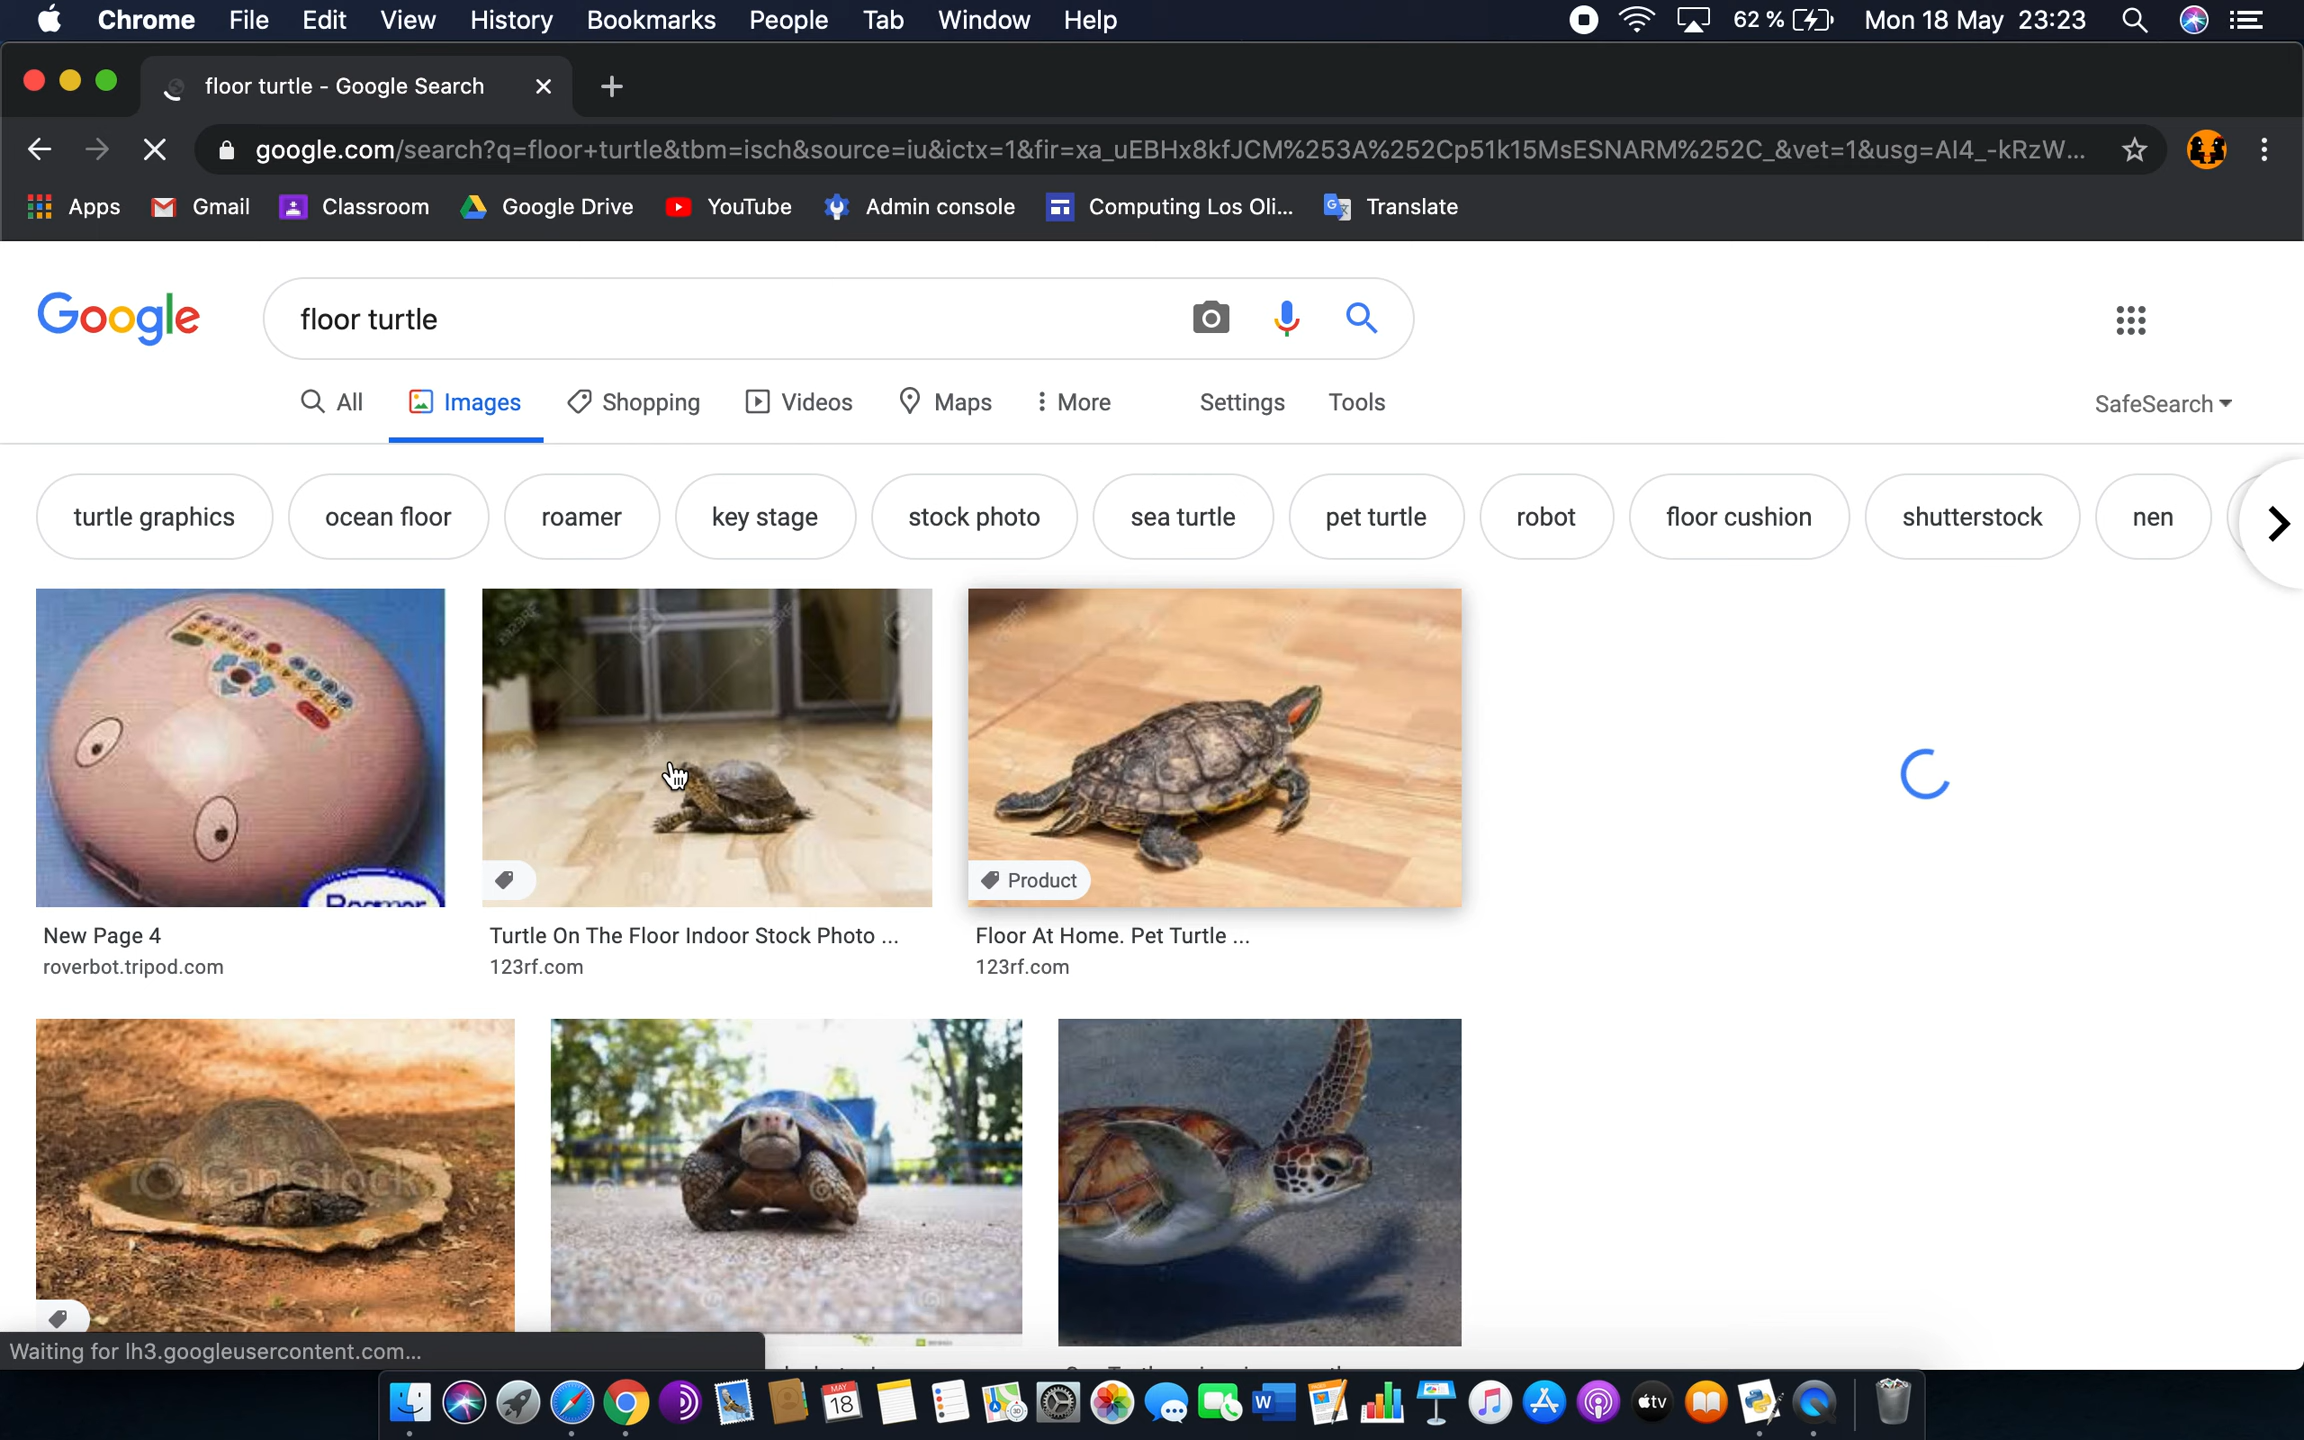 Chrome File Edit View History Bookmarks People Tab Window Help 62 % Mon 18 May 23:23
floor turtle - Google Search
google.com/search?q=floor+turtle&tbm=isch&source=iu&ictx=1&fir=xa_uEBHx8kfJCM%253A%252Cp51k15MsESNARM%252C_&vet=1&usg=AI4_-kRzW...
Apps Gmail Classroom Google Drive YouTube Admin console Computing Los Oli... Translate
Google floor turtle
All Images Shopping Videos Maps More Settings Tools SafeSearch
turtle graphics ocean floor roamer key stage stock photo sea turtle pet turtle robot floor cushion shutterstock nen
Product
New Page 4 Turtle On The Floor Indoor Stock Photo ... Floor At Home. Pet Turtle ...
roverbot.tripod.com 123rf.com 123rf.com
CanStock
Waiting for lh3.googleusercontent.com...
MAY
18
W
tv